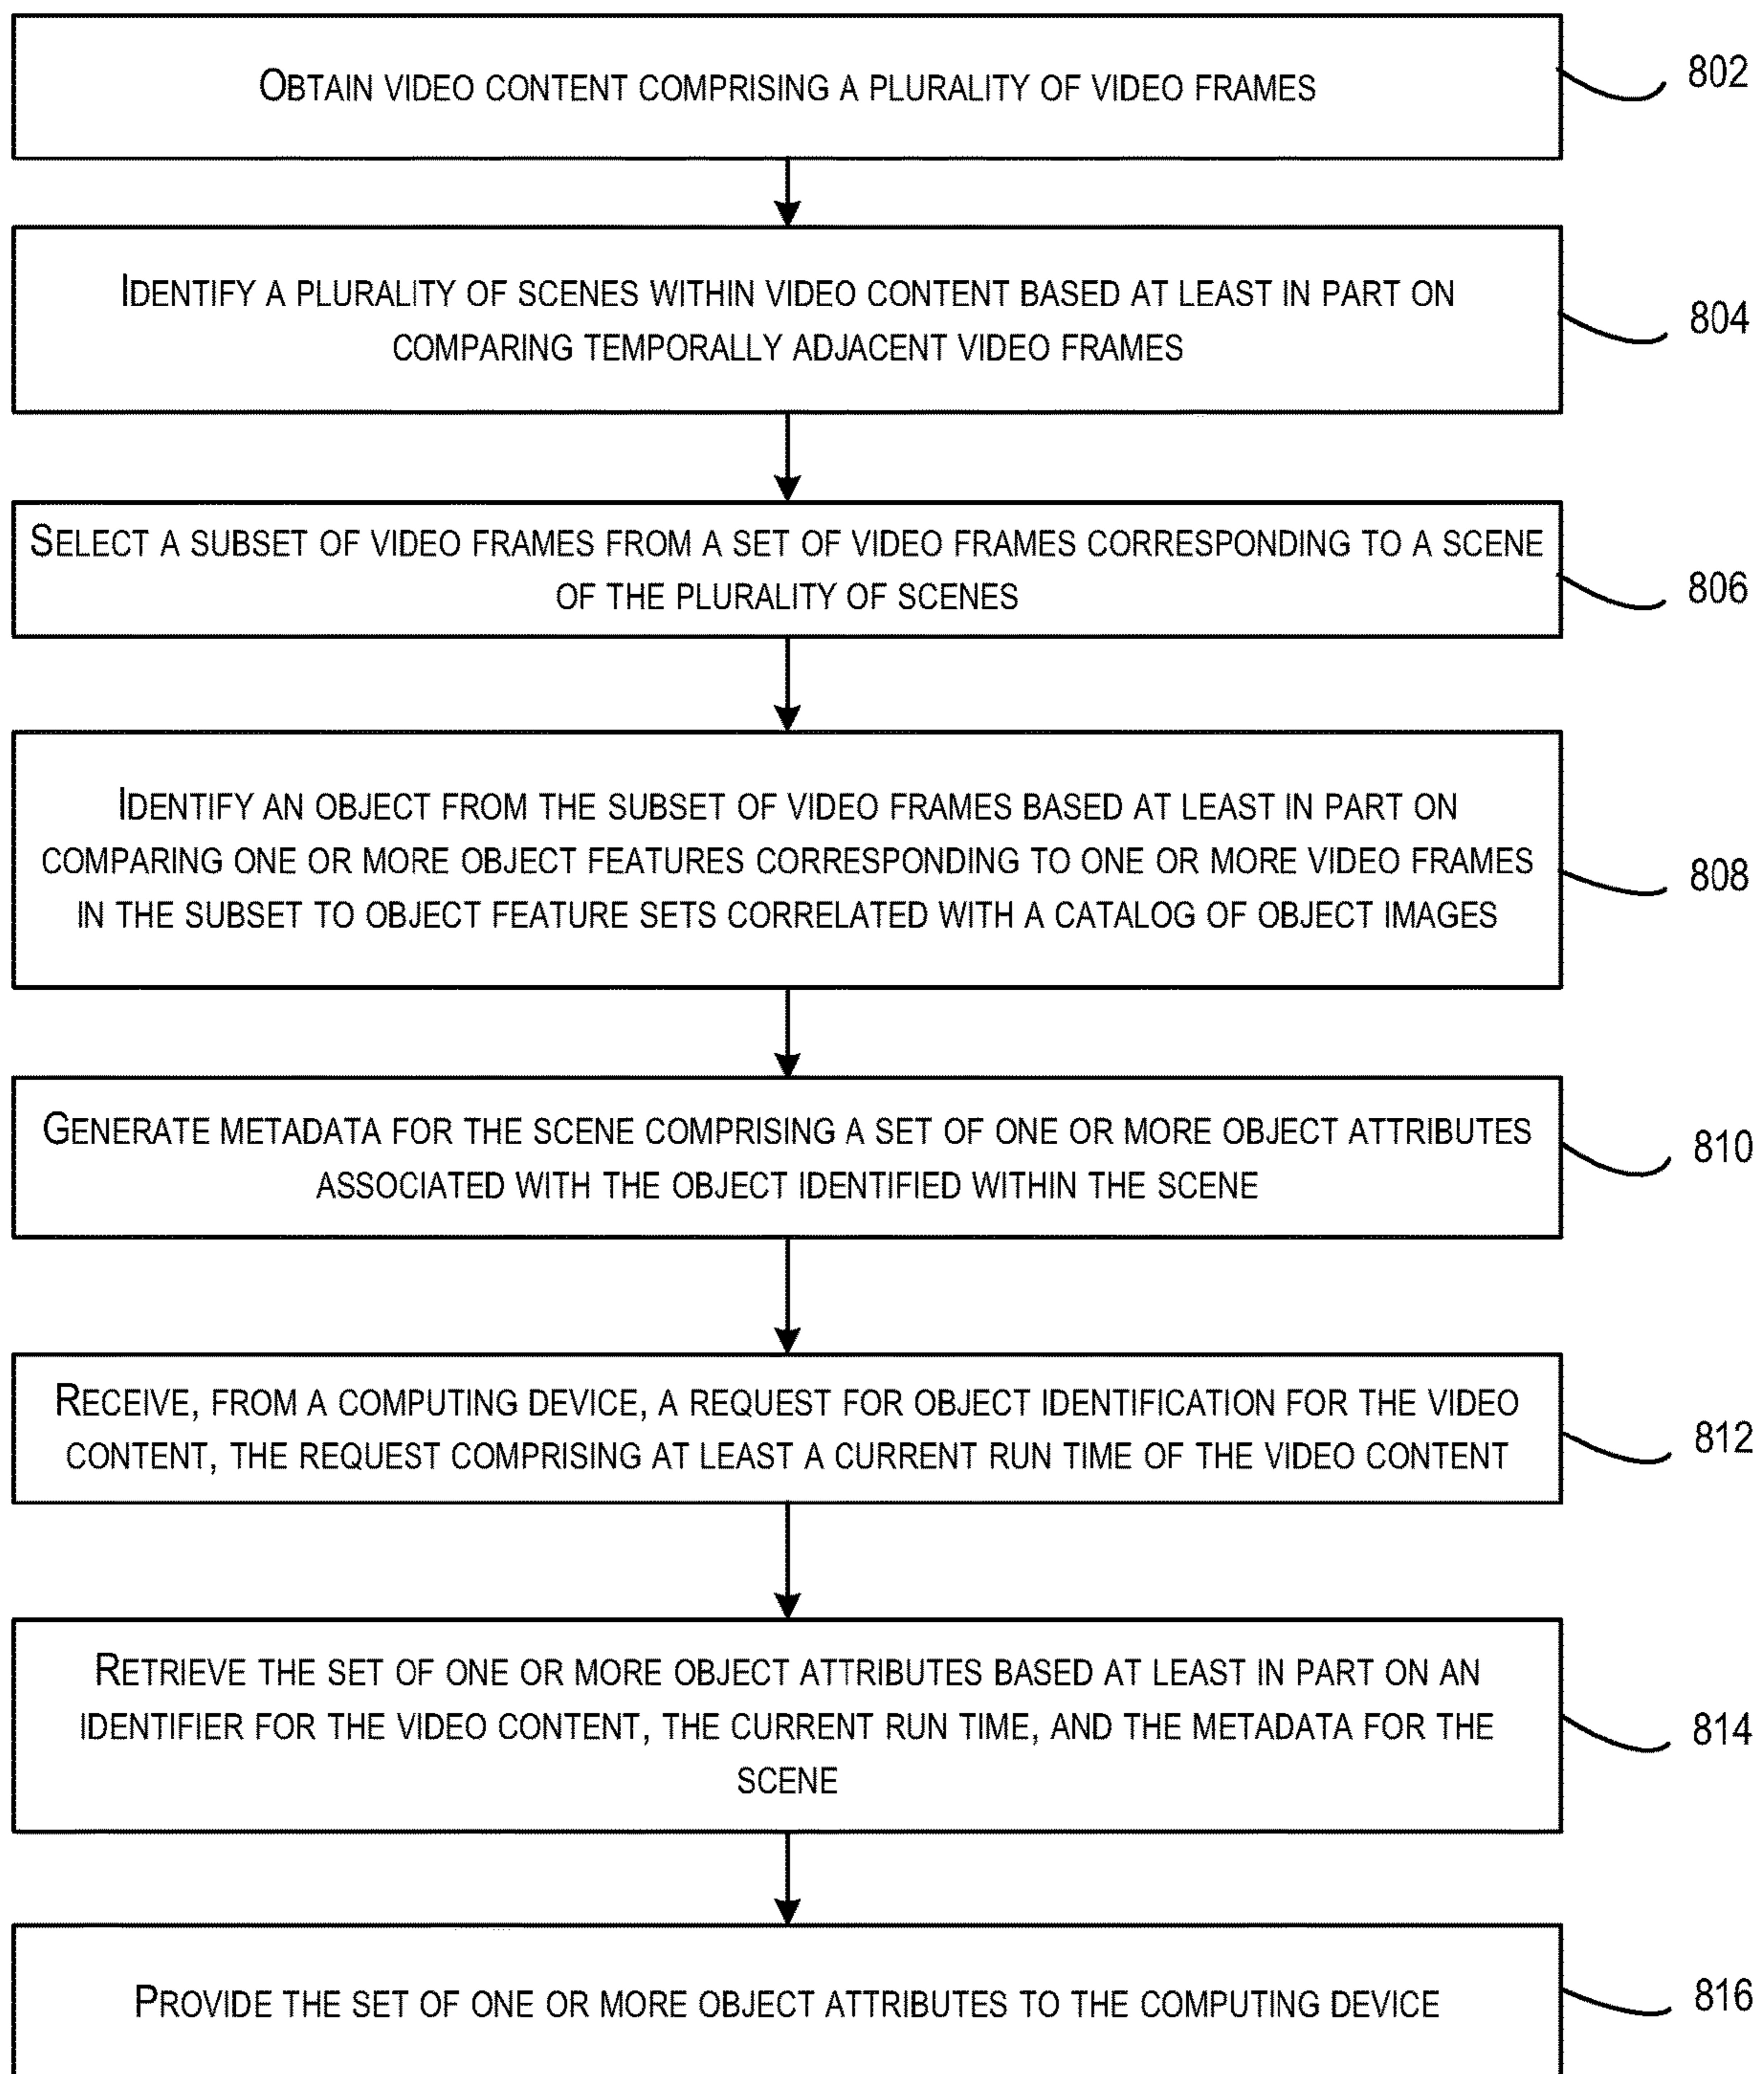 OBTAIN VIDEO CONTENT COMPRISING A PLURALITY OF VIDEO FRAMES
802
IDENTIFY A PLURALITY OF SCENES WITHIN VIDEO CONTENT BASED AT LEAST IN PART ON
COMPARING TEMPORALLY ADJACENT VIDEO FRAMES
804
SELECT A SUBSET OF VIDEO FRAMES FROM A SET OF VIDEO FRAMES CORRESPONDING TO A SCENE
OF THE PLURALITY OF SCENES
806
IDENTIFY AN OBJECT FROM THE SUBSET OF VIDEO FRAMES BASED AT LEAST IN PART ON
COMPARING ONE OR MORE OBJECT FEATURES CORRESPONDING TO ONE OR MORE VIDEO FRAMES
IN THE SUBSET TO OBJECT FEATURE SETS CORRELATED WITH A CATALOG OF OBJECT IMAGES
808
GENERATE METADATA FOR THE SCENE COMPRISING A SET OF ONE OR MORE OBJECT ATTRIBUTES
ASSOCIATED WITH THE OBJECT IDENTIFIED WITHIN THE SCENE
810
RECEIVE, FROM A COMPUTING DEVICE, A REQUEST FOR OBJECT IDENTIFICATION FOR THE VIDEO
CONTENT, THE REQUEST COMPRISING AT LEAST A CURRENT RUN TIME OF THE VIDEO CONTENT
812
RETRIEVE THE SET OF ONE OR MORE OBJECT ATTRIBUTES BASED AT LEAST IN PART ON AN
IDENTIFIER FOR THE VIDEO CONTENT, THE CURRENT RUN TIME, AND THE METADATA FOR THE
SCENE
814
PROVIDE THE SET OF ONE OR MORE OBJECT ATTRIBUTES TO THE COMPUTING DEVICE
816